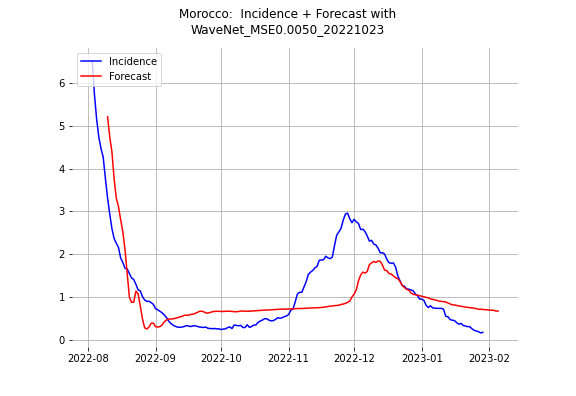 Morocco:  Incidence + Forecast with
WaveNet_MSE0.0050_20221023
Incidence
Forecast
6
5
4
3
2
1
0
2022-08 2022-09 2022-10 2022-11 2022-12 2023-01 2023-02